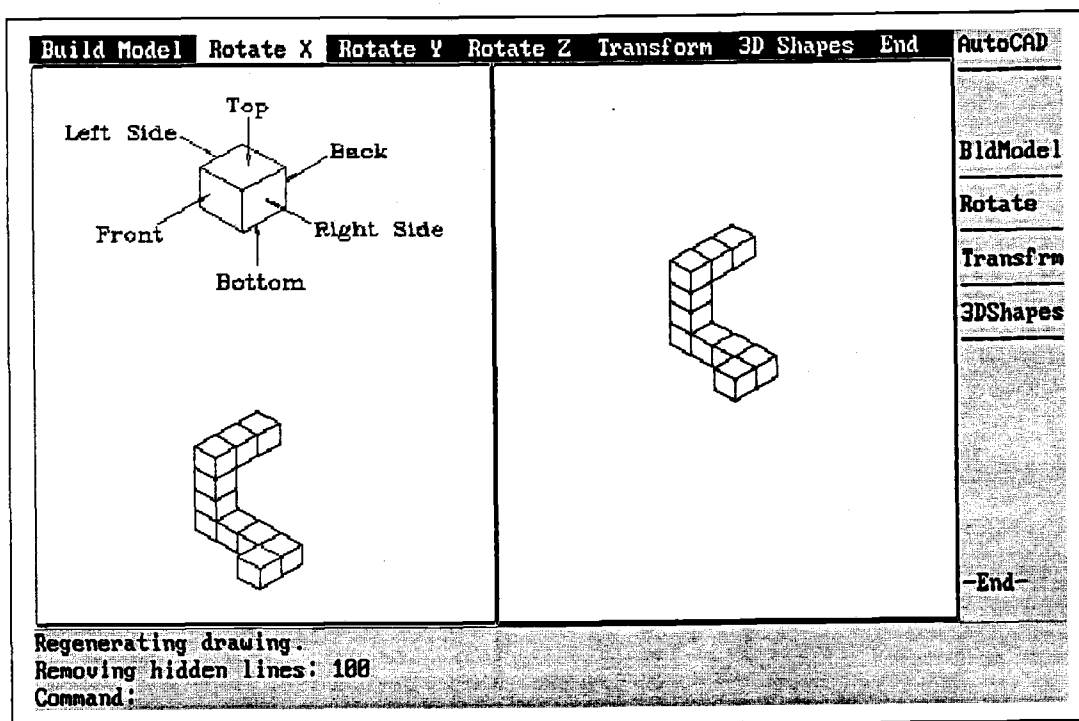 Build Model Rotate X Rotate Y Rotate Z Transform 3D Shapes End AutoCAD
Top
Left Side
Back
Front
Right Side
Bottom
BldModel
Rotate
Transfrm
3DShapes
-End-
Regenerating drawing.
Removing hidden lines: 100
Command: